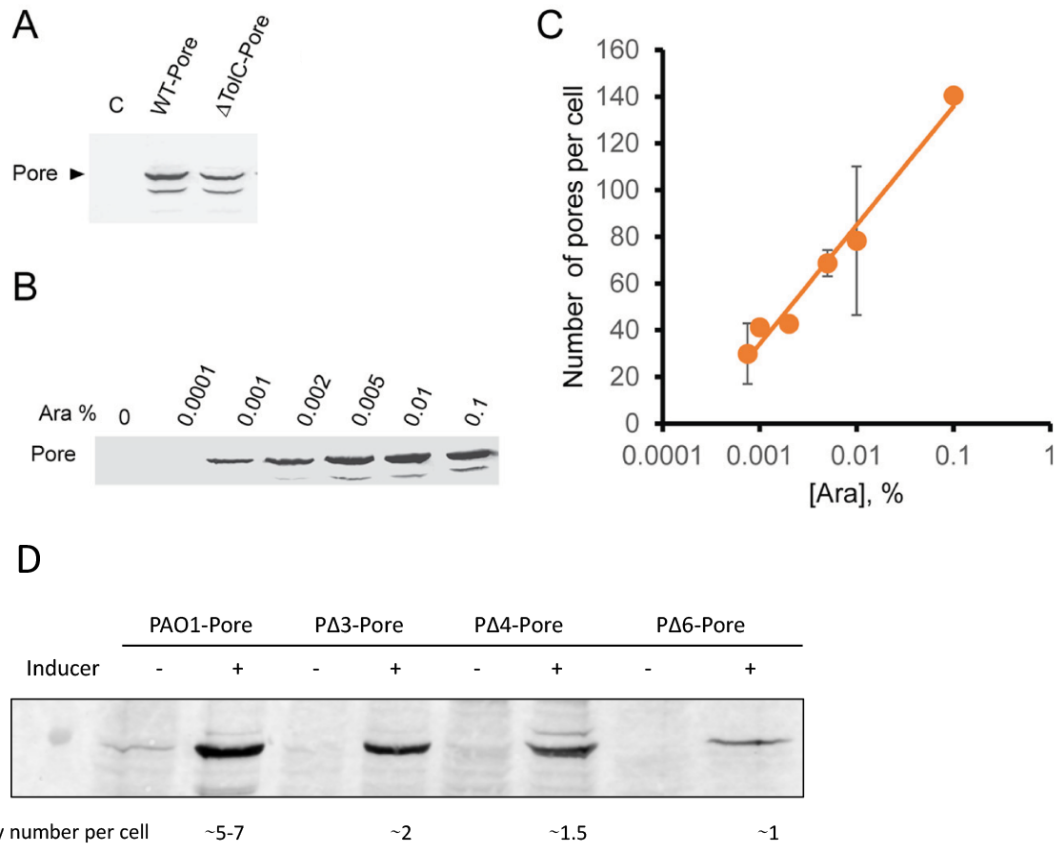 A
C
WT-Pore
ΔTolC-Pore
Pore
B
Ara % 0 0.0001 0.001 0.002 0.005 0.01 0.1
Pore
C
Number of pores per cell
160
140
120
100
80
60
40
20
0
0.0001 0.001 0.01 0.1 1
[Ara], %
D
PAO1-Pore PΔ3-Pore PΔ4-Pore PΔ6-Pore
Inducer - + - + - + - +
number per cell ~5-7 ~2 ~1.5 ~1